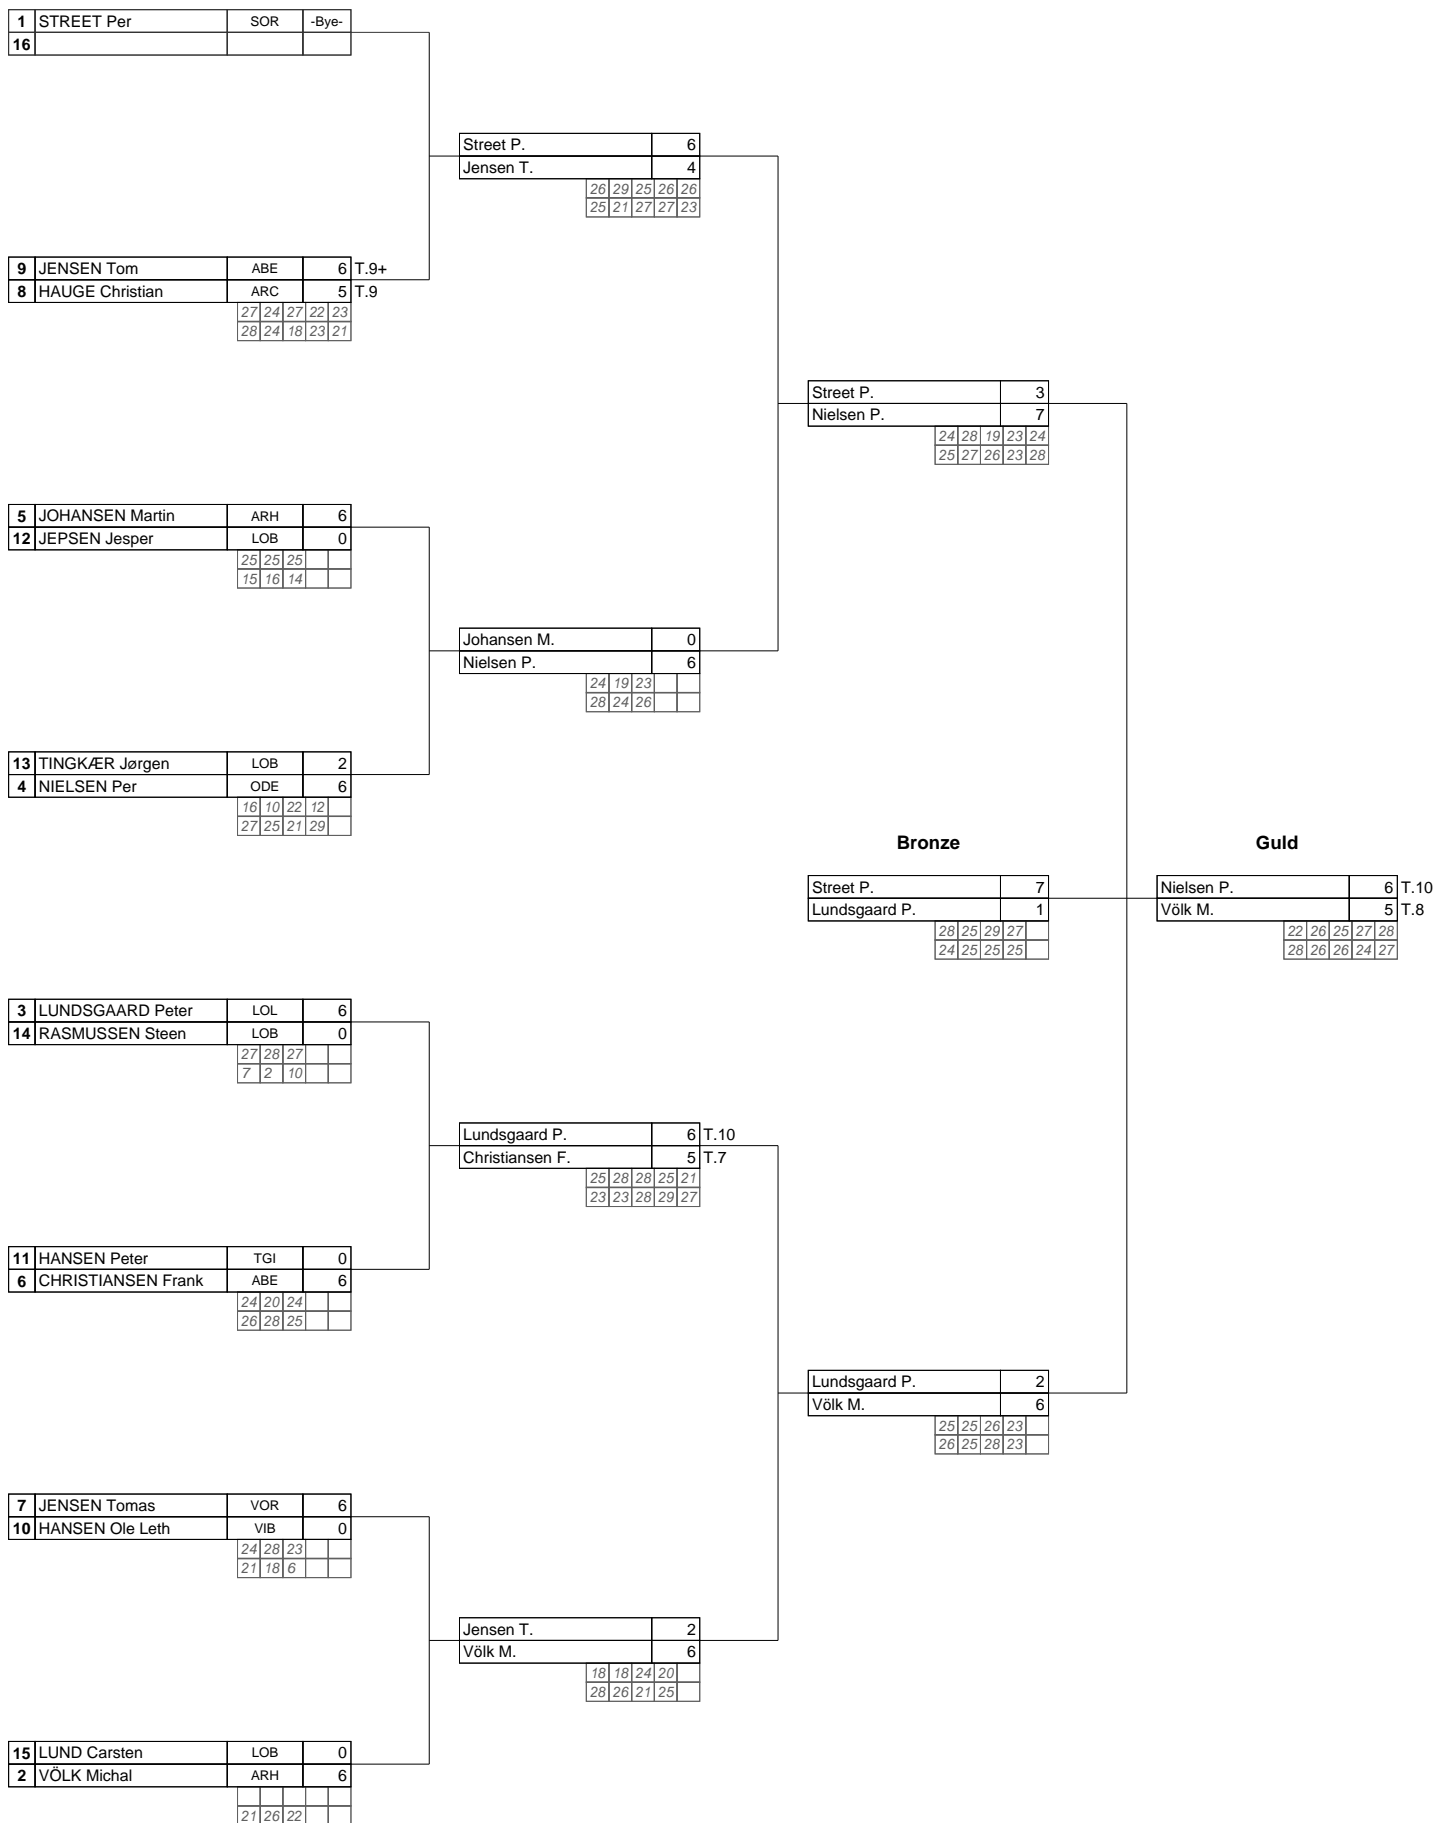 1 STREET Per SOR -Bye-
16
Street P. 6
Jensen T. 4
26 29 25 26 26
25 21 27 27 23
9 JENSEN Tom ABE 6 T.9+
8 HAUGE Christian ARC 5 T.9
27 24 27 22 23
28 24 18 23 21
Street P. 3
Nielsen P. 7
24 28 19 23 24
25 27 26 23 28
5 JOHANSEN Martin ARH 6
12 JEPSEN Jesper LOB 0
25 25 25
15 16 14
Johansen M. 0
Nielsen P. 6
24 19 23
28 24 26
13 TINGKÆR Jørgen LOB 2
4 NIELSEN Per ODE 6
16 10 22 12
27 25 21 29
Bronze Guld
Street P. 7 Nielsen P. 6 T.10
Lundsgaard P. 1 Völk M. 5 T.8
28 25 29 27 22 26 25 27 28
24 25 25 25 28 26 26 24 27
3 LUNDSGAARD Peter LOL 6
14 RASMUSSEN Steen LOB 0
27 28 27
7 2 10
Lundsgaard P. 6 T.10
Christiansen F. 5 T.7
25 28 28 25 21
23 23 28 29 27
11 HANSEN Peter TGI 0
6 CHRISTIANSEN Frank ABE 6
24 20 24
26 28 25
Lundsgaard P. 2
Völk M. 6
25 25 26 23
26 25 28 23
7 JENSEN Tomas VOR 6
10 HANSEN Ole Leth VIB 0
24 28 23
21 18 6
Jensen T. 2
Völk M. 6
18 18 24 20
28 26 21 25
15 LUND Carsten LOB 0
2 VÖLK Michal ARH 6
21 26 22